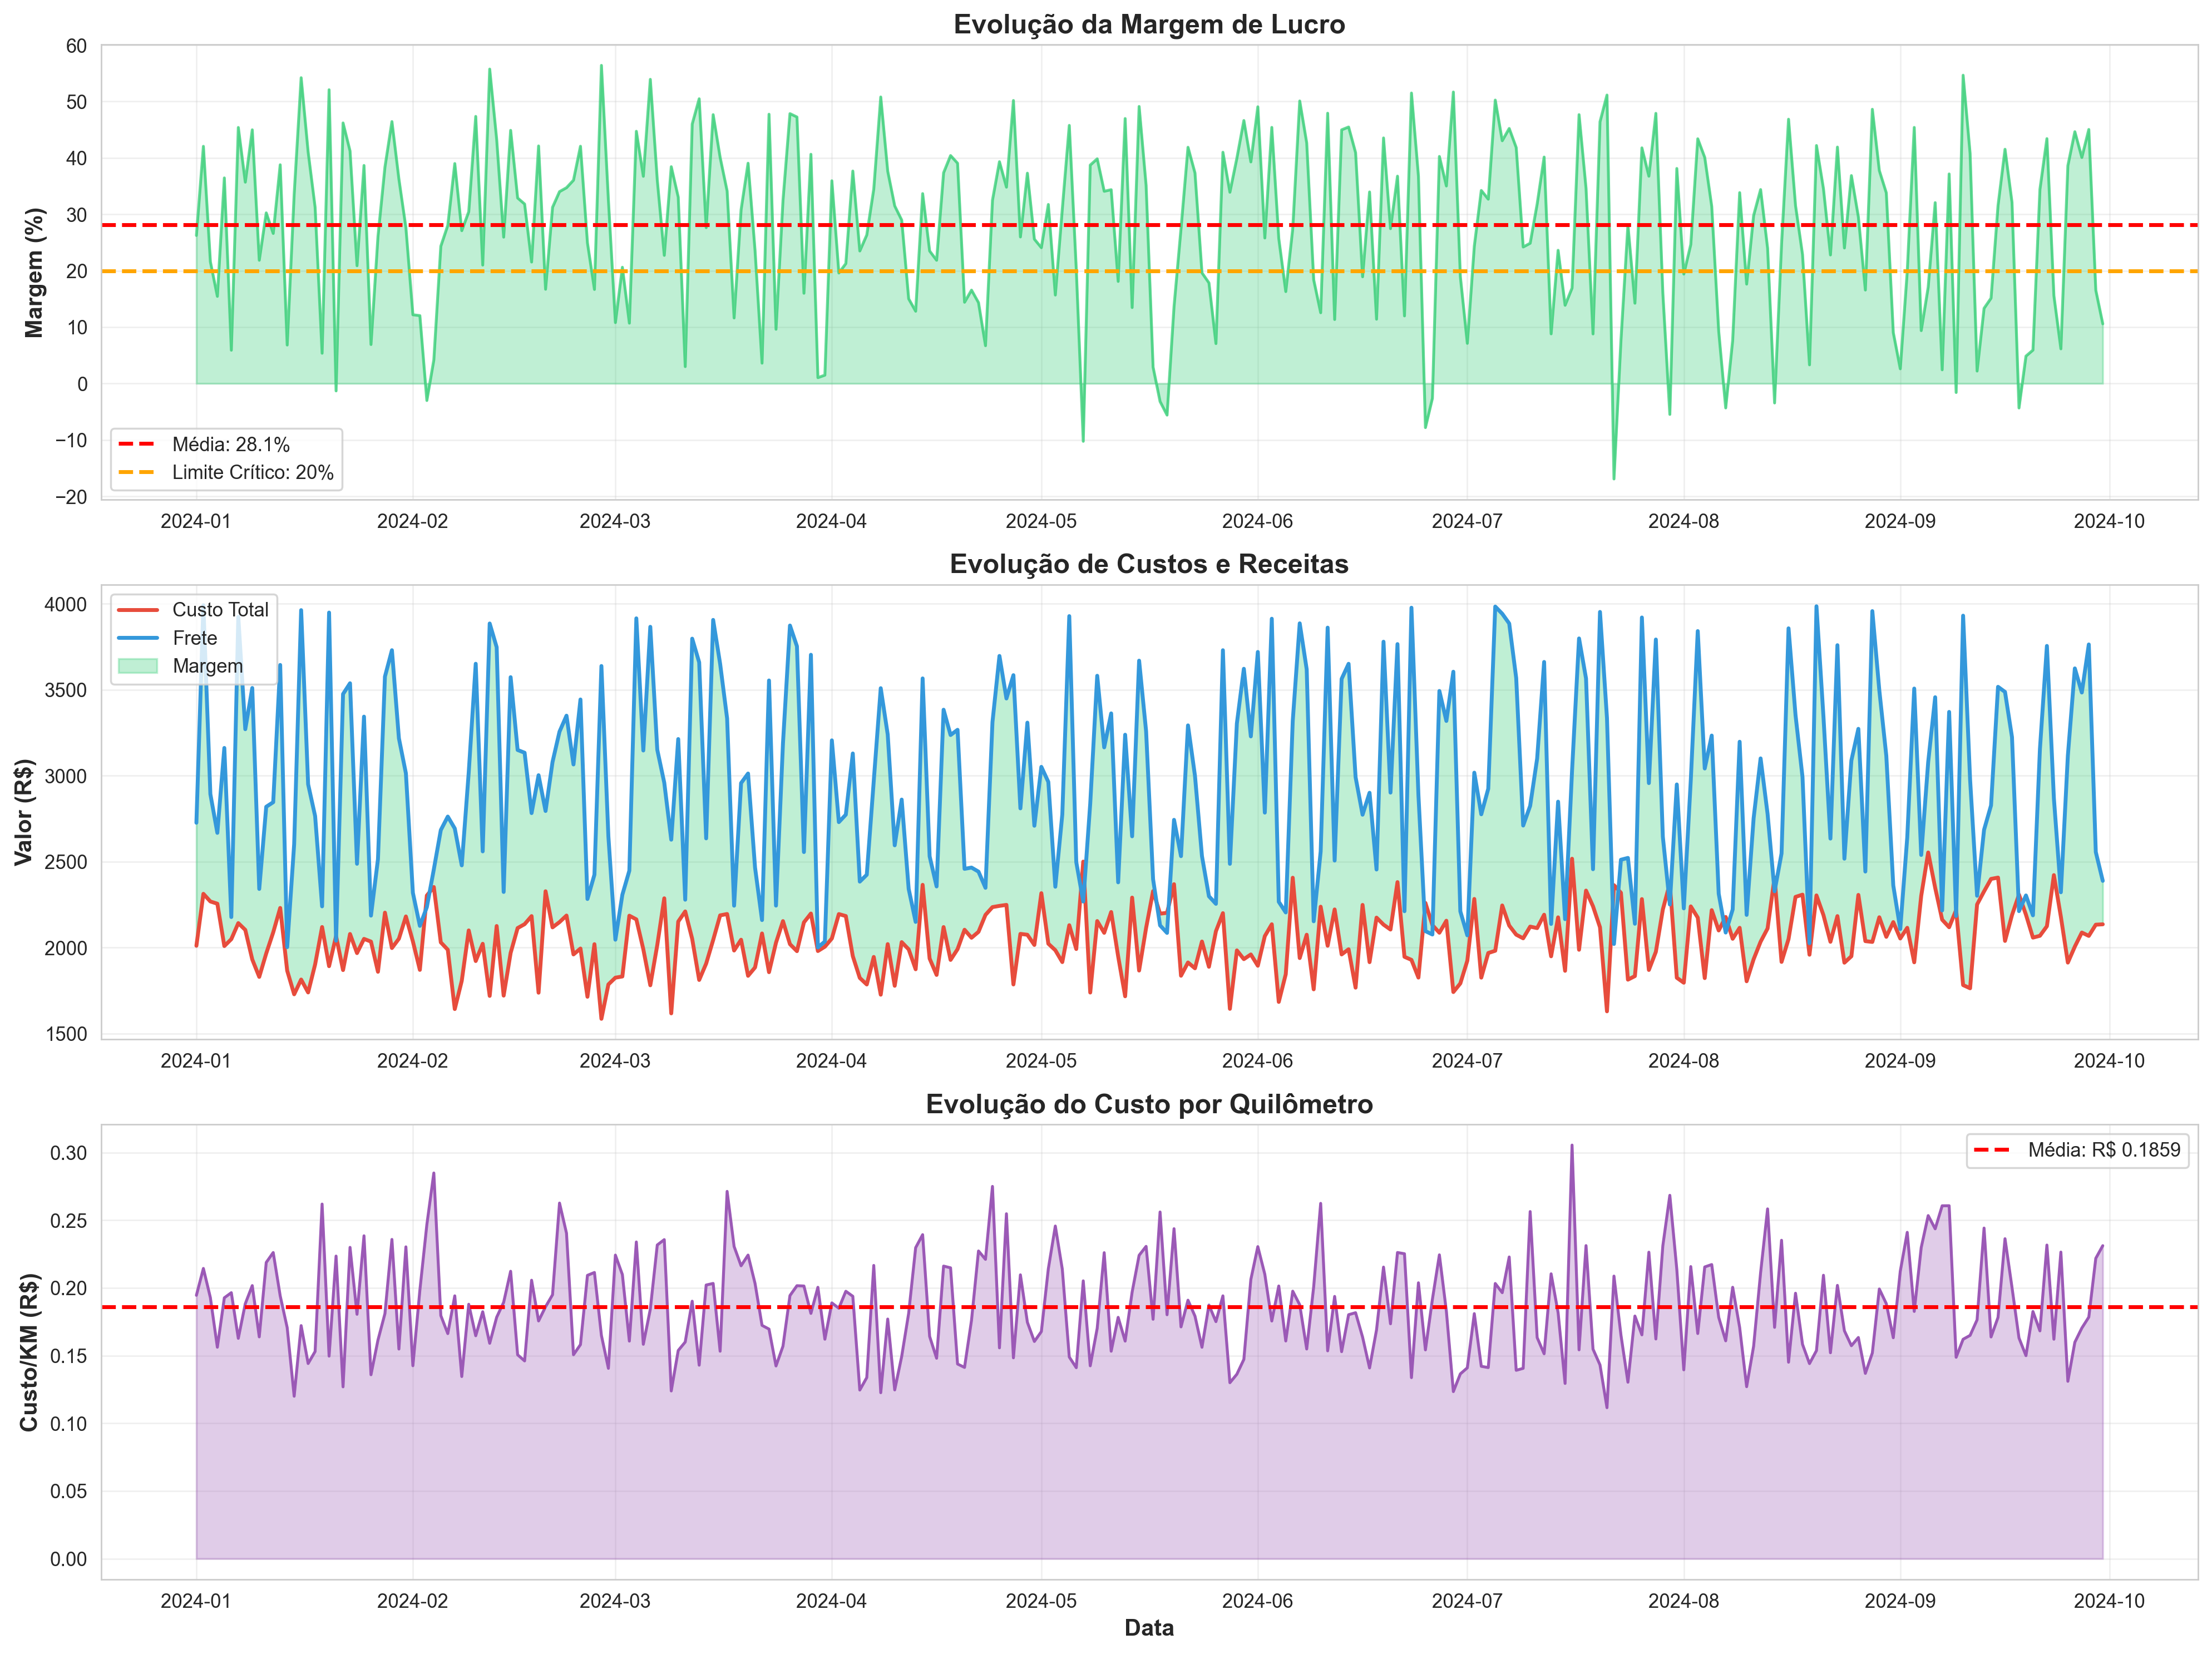 Evolução da Margem de Lucro
Margem (%)
60
50
40
30
20
10
0
−10
−20
Média: 28.1%
Limite Crítico: 20%
2024-01 2024-02 2024-03 2024-04 2024-05 2024-06 2024-07 2024-08 2024-09 2024-10
Evolução de Custos e Receitas
Valor (R$)
4000
3500
3000
2500
2000
1500
Custo Total
Frete
Margem
2024-01 2024-02 2024-03 2024-04 2024-05 2024-06 2024-07 2024-08 2024-09 2024-10
Evolução do Custo por Quilômetro
Custo/KM (R$)
0.30
0.25
0.20
0.15
0.10
0.05
0.00
Média: R$ 0.1859
2024-01 2024-02 2024-03 2024-04 2024-05 2024-06 2024-07 2024-08 2024-09 2024-10
Data